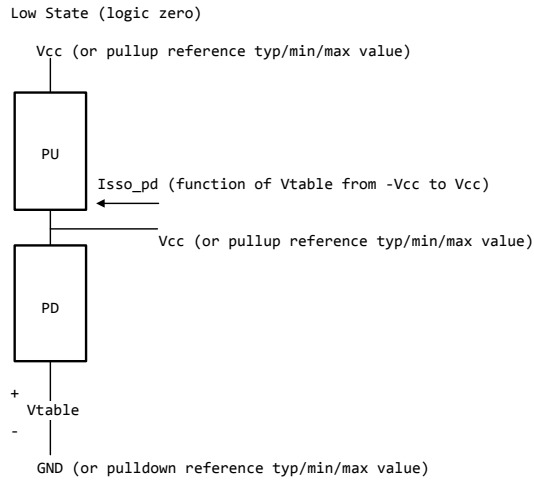 Low State (logic zero)
Vcc (or pullup reference typ/min/max value)
PU
Isso_pd (function of Vtable from -Vcc to Vcc)
Vcc (or pullup reference typ/min/max value)
PD
+
Vtable
-
GND (or pulldown reference typ/min/max value)